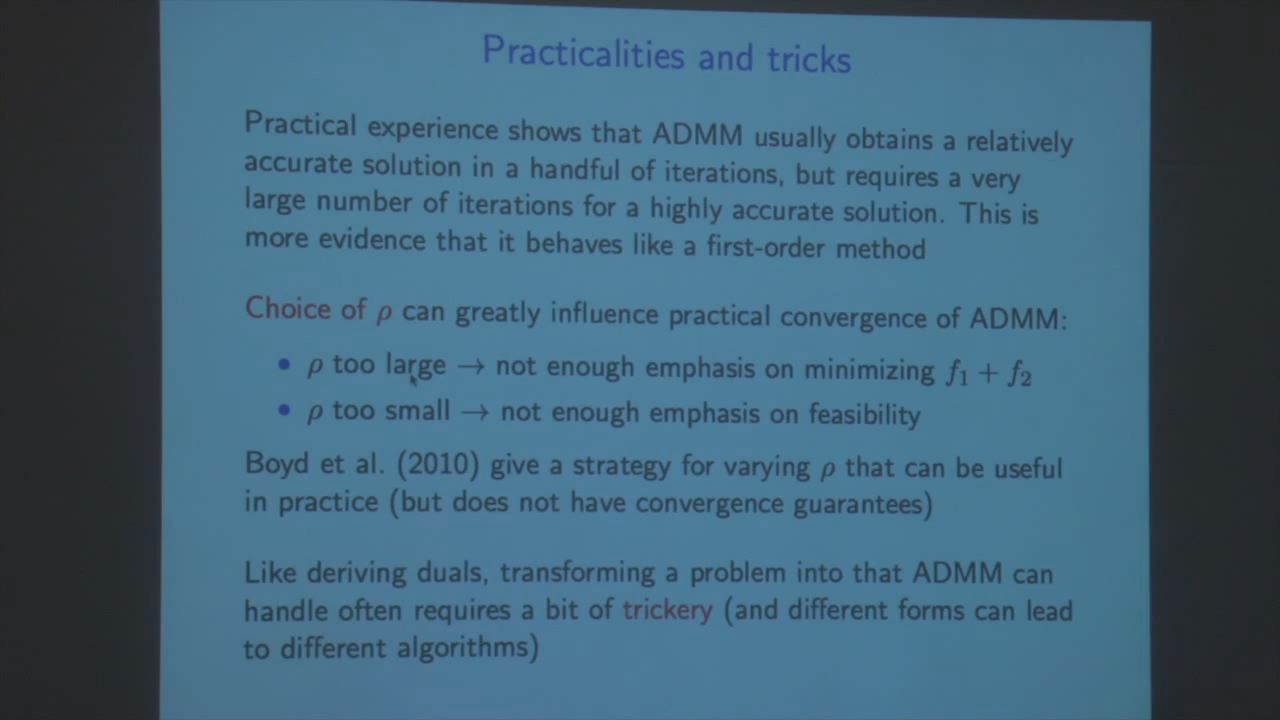 Practicalities and tricks
Practical experience shows that ADMM usually obtains a relatively
accurate solution in a handful of iterations, but requires a very
large number of iterations for a highly accurate solution. This is
more evidence that it behaves like a first-order method
Choice of ρ can greatly influence practical convergence of ADMM:
• ρ too large → not enough emphasis on minimizing f₁ + f₂
• ρ too small → not enough emphasis on feasibility
Boyd et al. (2010) give a strategy for varying ρ that can be useful
in practice (but does not have convergence guarantees)
Like deriving duals, transforming a problem into that ADMM can
handle often requires a bit of trickery (and different forms can lead
to different algorithms)